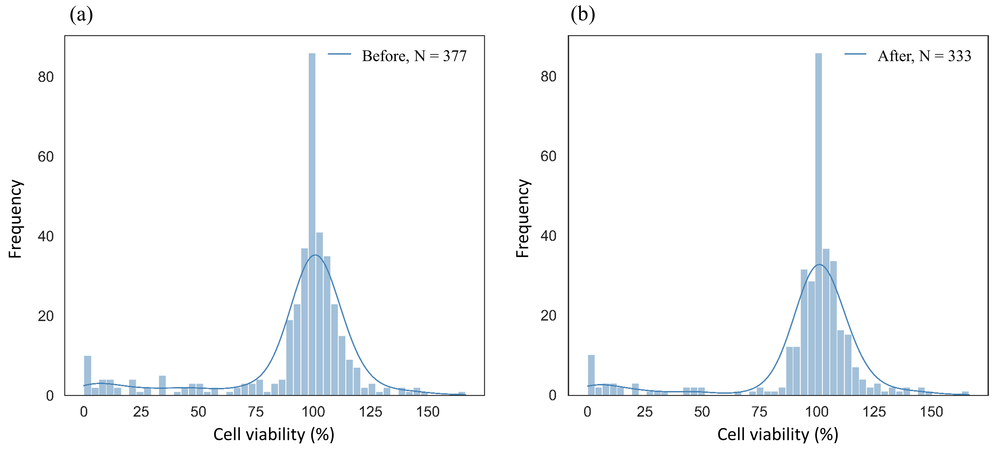 (a)
Before, N = 377
80
60
40
20
0
Frequency
0 25 50 75 100 125 150
Cell viability (%)
(b)
After, N = 333
80
60
40
20
0
Frequency
0 25 50 75 100 125 150
Cell viability (%)